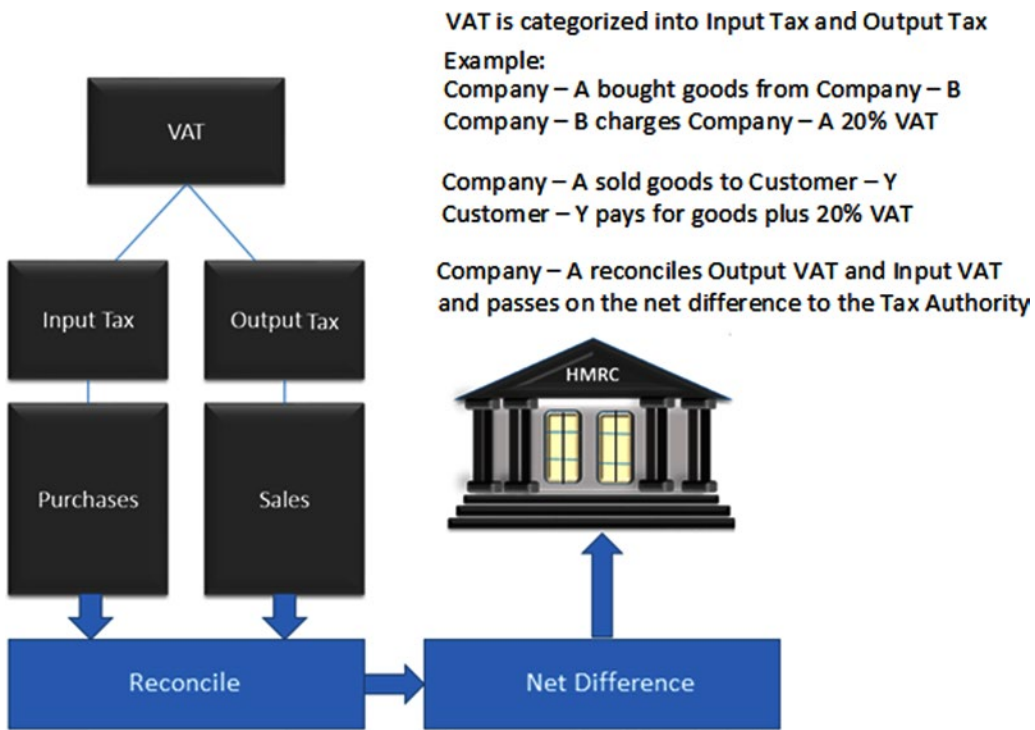 VAT is categorized into Input Tax and Output Tax
Example:
Company – A bought goods from Company – B
Company – B charges Company – A 20% VAT
Company – A sold goods to Customer – Y
Customer – Y pays for goods plus 20% VAT
Company – A reconciles Output VAT and Input VAT
and passes on the net difference to the Tax Authority
VAT
Input Tax
Output Tax
Purchases
Sales
HMRC
Reconcile
Net Difference